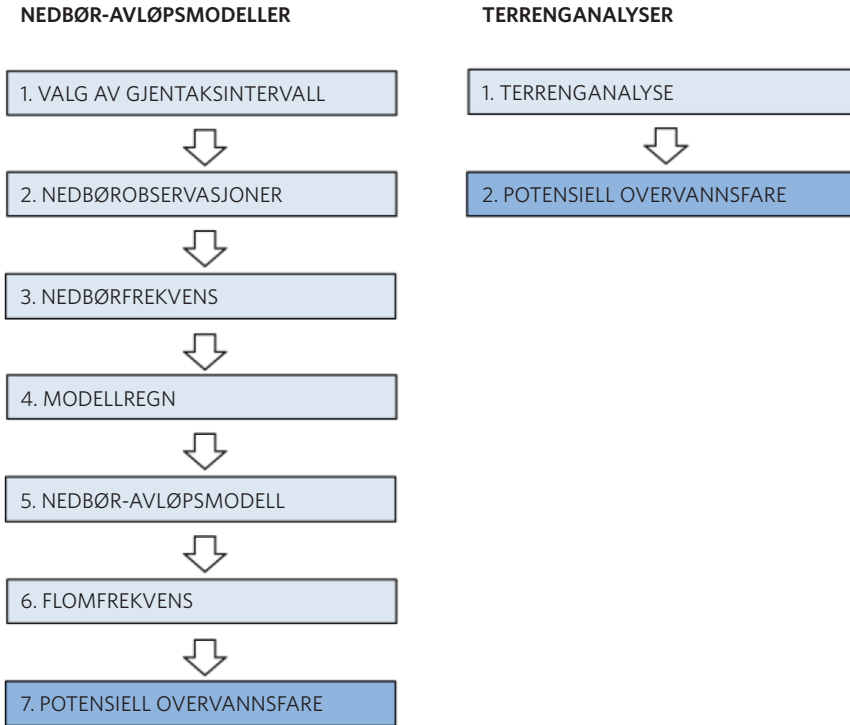 NEDBØR-AVLØPSMODELLER
1. VALG AV GJENTAKSINTERVALL
2. NEDBØROBSERVASJONER
3. NEDBØRFREKVENS
4. MODELLREGN
5. NEDBØR-AVLØPSMODELL
6. FLOMFREKVENS
7. POTENSIELL OVERVANNSFARE
TERRENGANALYSER
1. TERRENGANALYSE
2. POTENSIELL OVERVANNSFARE